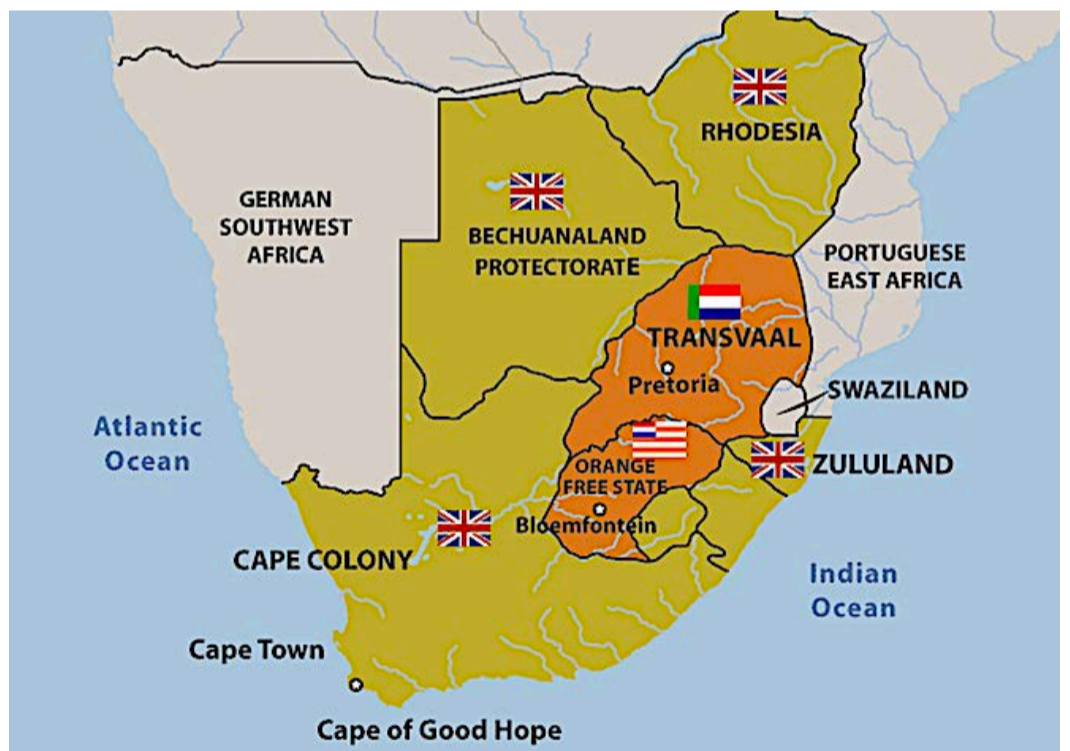 RHODESIA
GERMAN
SOUTHWEST
AFRICA
BECHUANALAND
PROTECTORATE
PORTUGUESE
EAST AFRICA
TRANSVAAL
Pretoria
SWAZILAND
Atlantic
Ocean
ORANGE
FREE STATE
ZULULAND
Bloemfontein
CAPE COLONY
Indian
Ocean
Cape Town
Cape of Good Hope